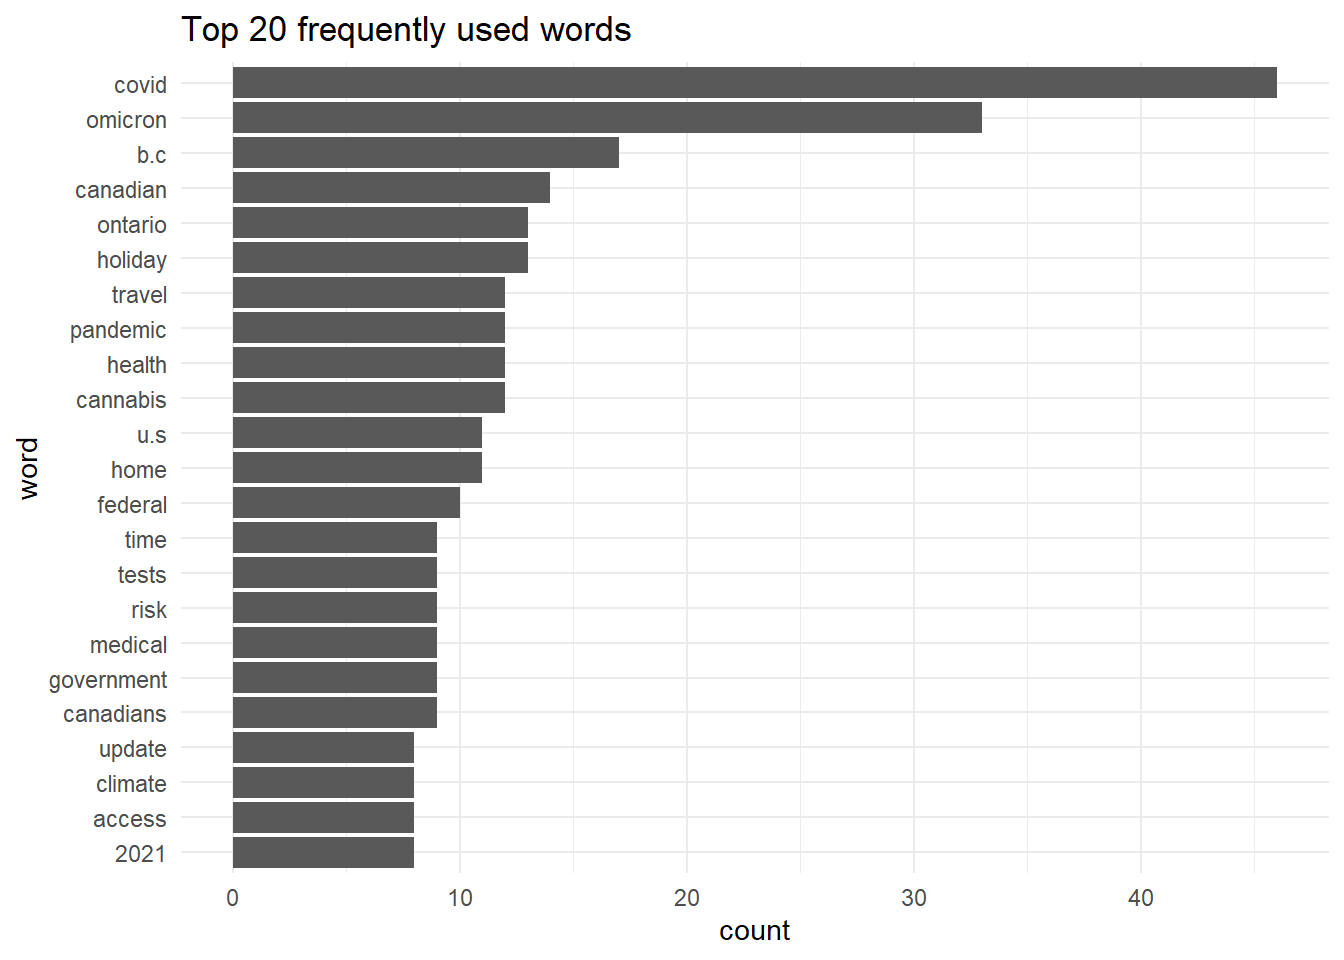 Top 20 frequently used words
covid
omicron
b.c
canadian
ontario
holiday
travel
pandemic
health
cannabis
u.s
home
federal
time
tests
risk
medical
government
canadians
update
climate
access
2021
word
0 10 20 30 40
count